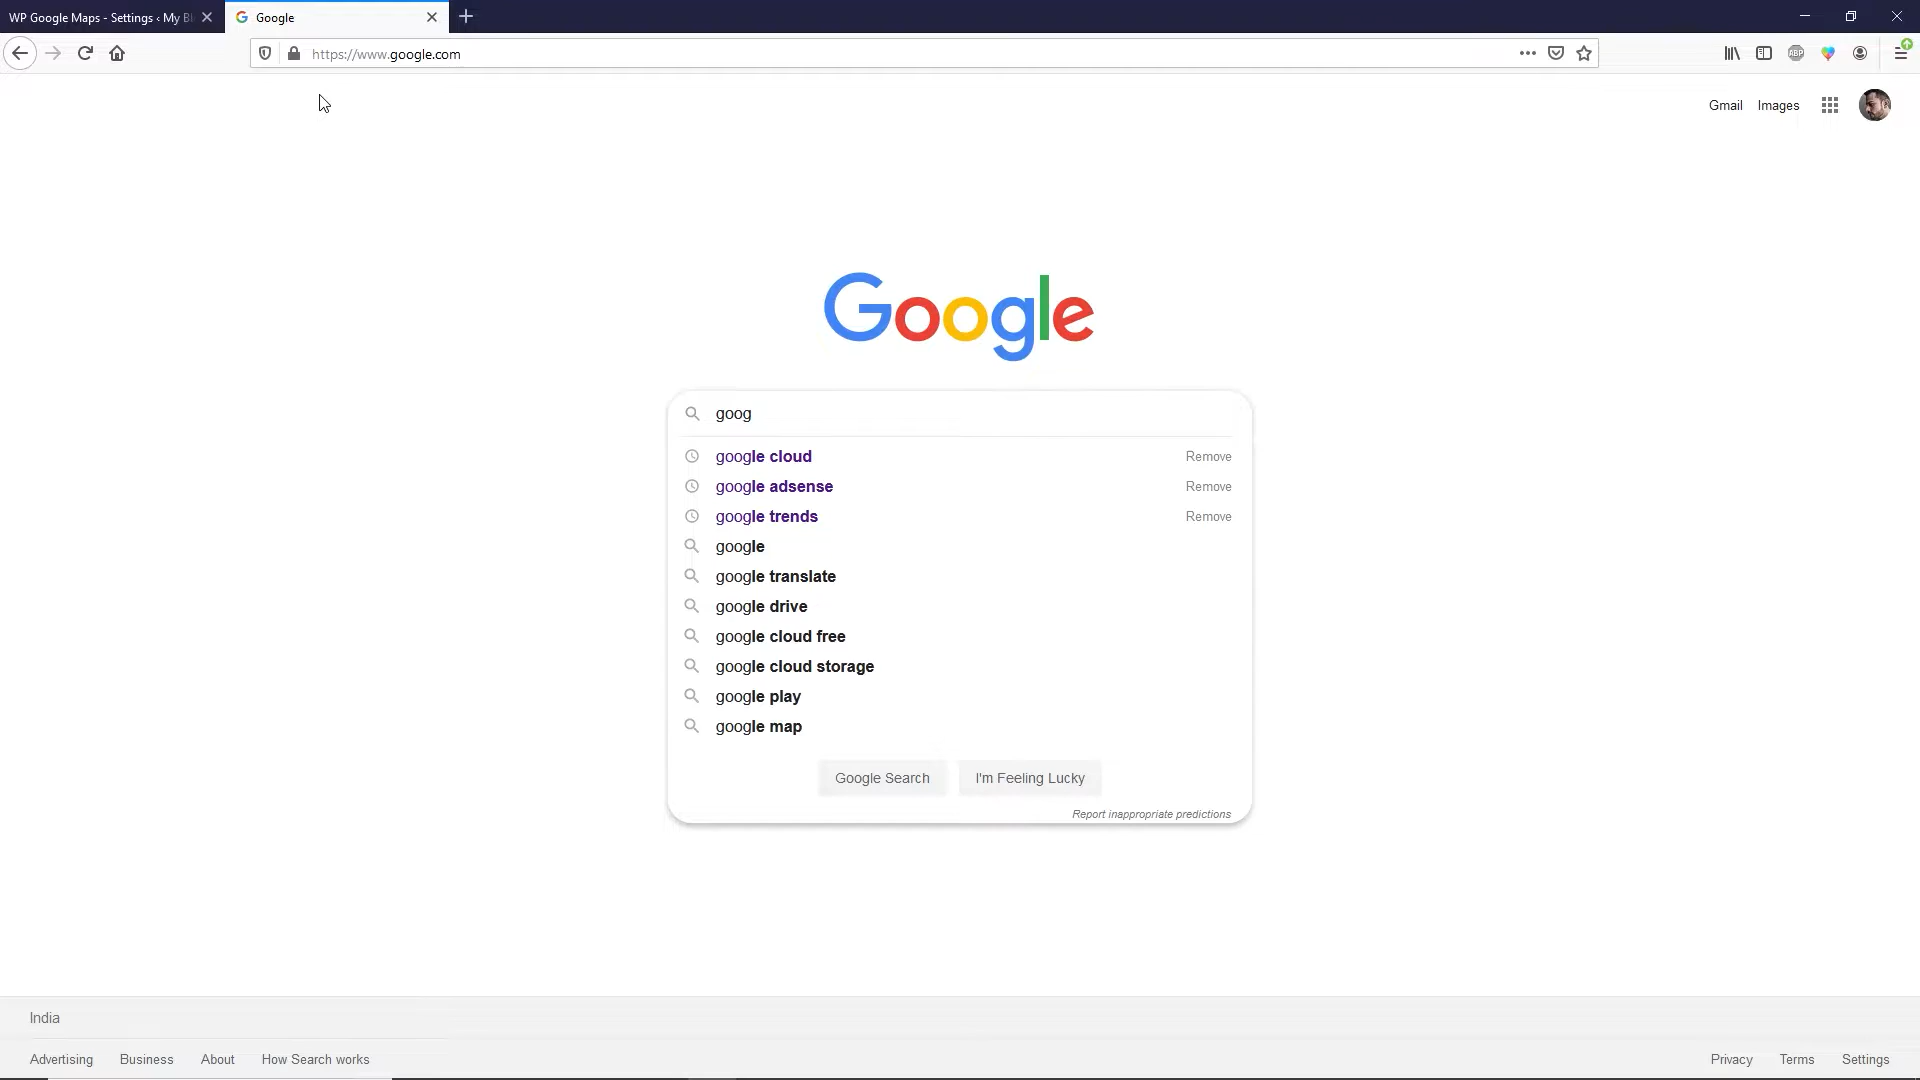 WP Google Maps - Settings ‹ My Bl
Google
https://www.google.com
ABP
Gmail Images
Google
goog
google cloud Remove
google adsense Remove
google trends Remove
google
google translate
google drive
google cloud free
google cloud storage
google play
google map
Google Search I'm Feeling Lucky
Report inappropriate predictions
India
Advertising Business About How Search works Privacy Terms Settings